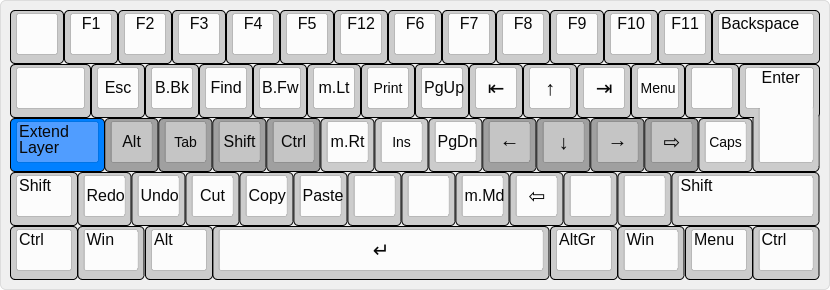 F1 F2 F3 F4 F5 F12 F6 F7 F8 F9 F10 F11 Backspace
Esc B.Bk Find B.Fw m.Lt Print PgUp ⇤ ↑ ⇥ Menu Enter
Extend
Layer Alt Tab Shift Ctrl m.Rt Ins PgDn ← ↓ → ⇨ Caps
Shift Redo Undo Cut Copy Paste m.Md ⇦ Shift
Ctrl Win Alt ↵ AltGr Win Menu Ctrl